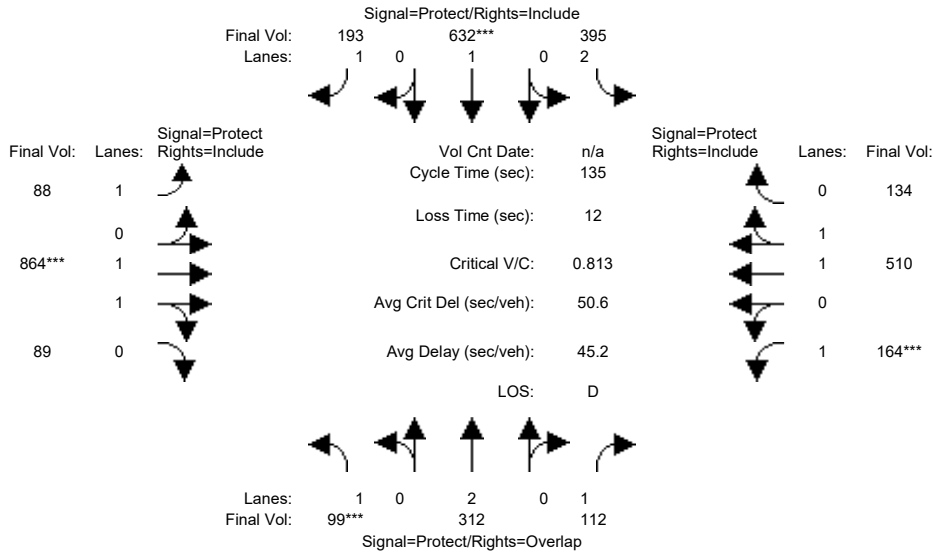 Signal=Protect/Rights=Include
Final Vol: 193 632*** 395
Lanes: 1 0 1 0 2
Signal=Protect
Final Vol: Lanes: Rights=Include
Vol Cnt Date: n/a
Signal=Protect
Rights=Include Lanes: Final Vol:
Cycle Time (sec): 135
88 1
0 134
Loss Time (sec): 12
0
1
864*** 1
Critical V/C: 0.813
1 510
1
Avg Crit Del (sec/veh): 50.6
0
89 0
Avg Delay (sec/veh): 45.2
1 164***
LOS: D
Lanes: 1 0 2 0 1
Final Vol: 99*** 312 112
Signal=Protect/Rights=Overlap